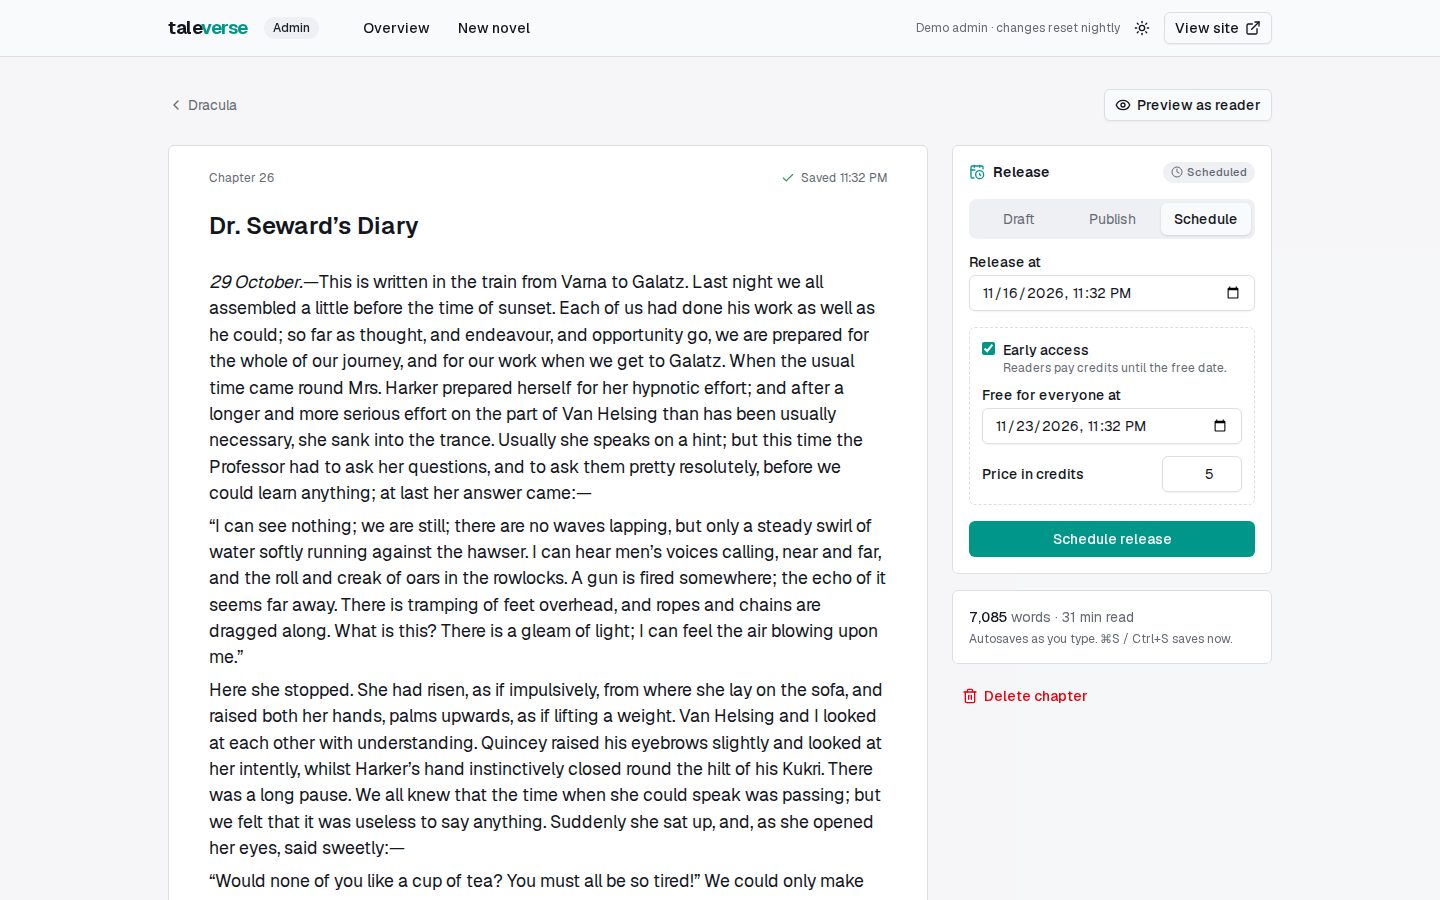 taleverse Admin Overview New novel Demo admin · changes reset nightly View site
Dracula Preview as reader
Chapter 26 Saved 11:32 PM
Dr. Seward’s Diary
29 October.—This is written in the train from Varna to Galatz. Last night we all
assembled a little before the time of sunset. Each of us had done his work as well as
he could; so far as thought, and endeavour, and opportunity go, we are prepared for
the whole of our journey, and for our work when we get to Galatz. When the usual
time came round Mrs. Harker prepared herself for her hypnotic effort; and after a
longer and more serious effort on the part of Van Helsing than has been usually
necessary, she sank into the trance. Usually she speaks on a hint; but this time the
Professor had to ask her questions, and to ask them pretty resolutely, before we
could learn anything; at last her answer came:—
“I can see nothing; we are still; there are no waves lapping, but only a steady swirl of
water softly running against the hawser. I can hear men’s voices calling, near and far,
and the roll and creak of oars in the rowlocks. A gun is fired somewhere; the echo of it
seems far away. There is tramping of feet overhead, and ropes and chains are
dragged along. What is this? There is a gleam of light; I can feel the air blowing upon
me.”
Here she stopped. She had risen, as if impulsively, from where she lay on the sofa, and
raised both her hands, palms upwards, as if lifting a weight. Van Helsing and I looked
at each other with understanding. Quincey raised his eyebrows slightly and looked at
her intently, whilst Harker’s hand instinctively closed round the hilt of his Kukri. There
was a long pause. We all knew that the time when she could speak was passing; but
we felt that it was useless to say anything. Suddenly she sat up, and, as she opened
her eyes, said sweetly:—
“Would none of you like a cup of tea? You must all be so tired!” We could only make
Release Scheduled
Draft Publish Schedule
Release at
11/16/2026, 11:32 PM
Early access
Readers pay credits until the free date.
Free for everyone at
11/23/2026, 11:32 PM
Price in credits 5
Schedule release
7,085 words · 31 min read
Autosaves as you type. ⌘S / Ctrl+S saves now.
Delete chapter